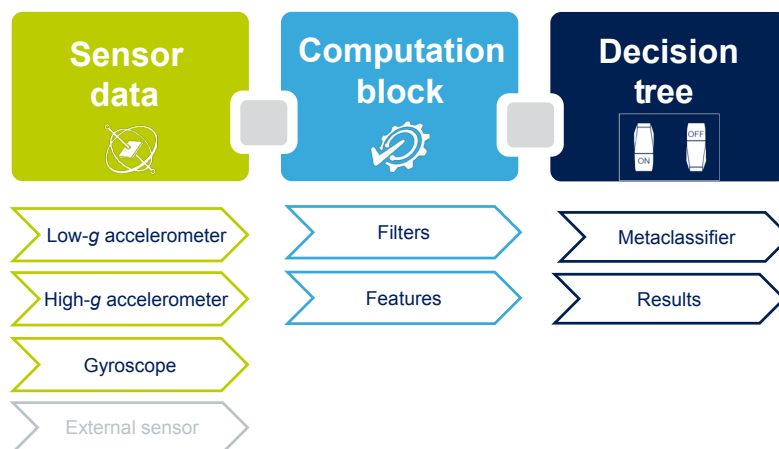 Sensor
data
Computation
block
Decision
tree
ON
OFF
Low-g accelerometer
High-g accelerometer
Gyroscope
External sensor
Filters
Features
Metaclassifier
Results